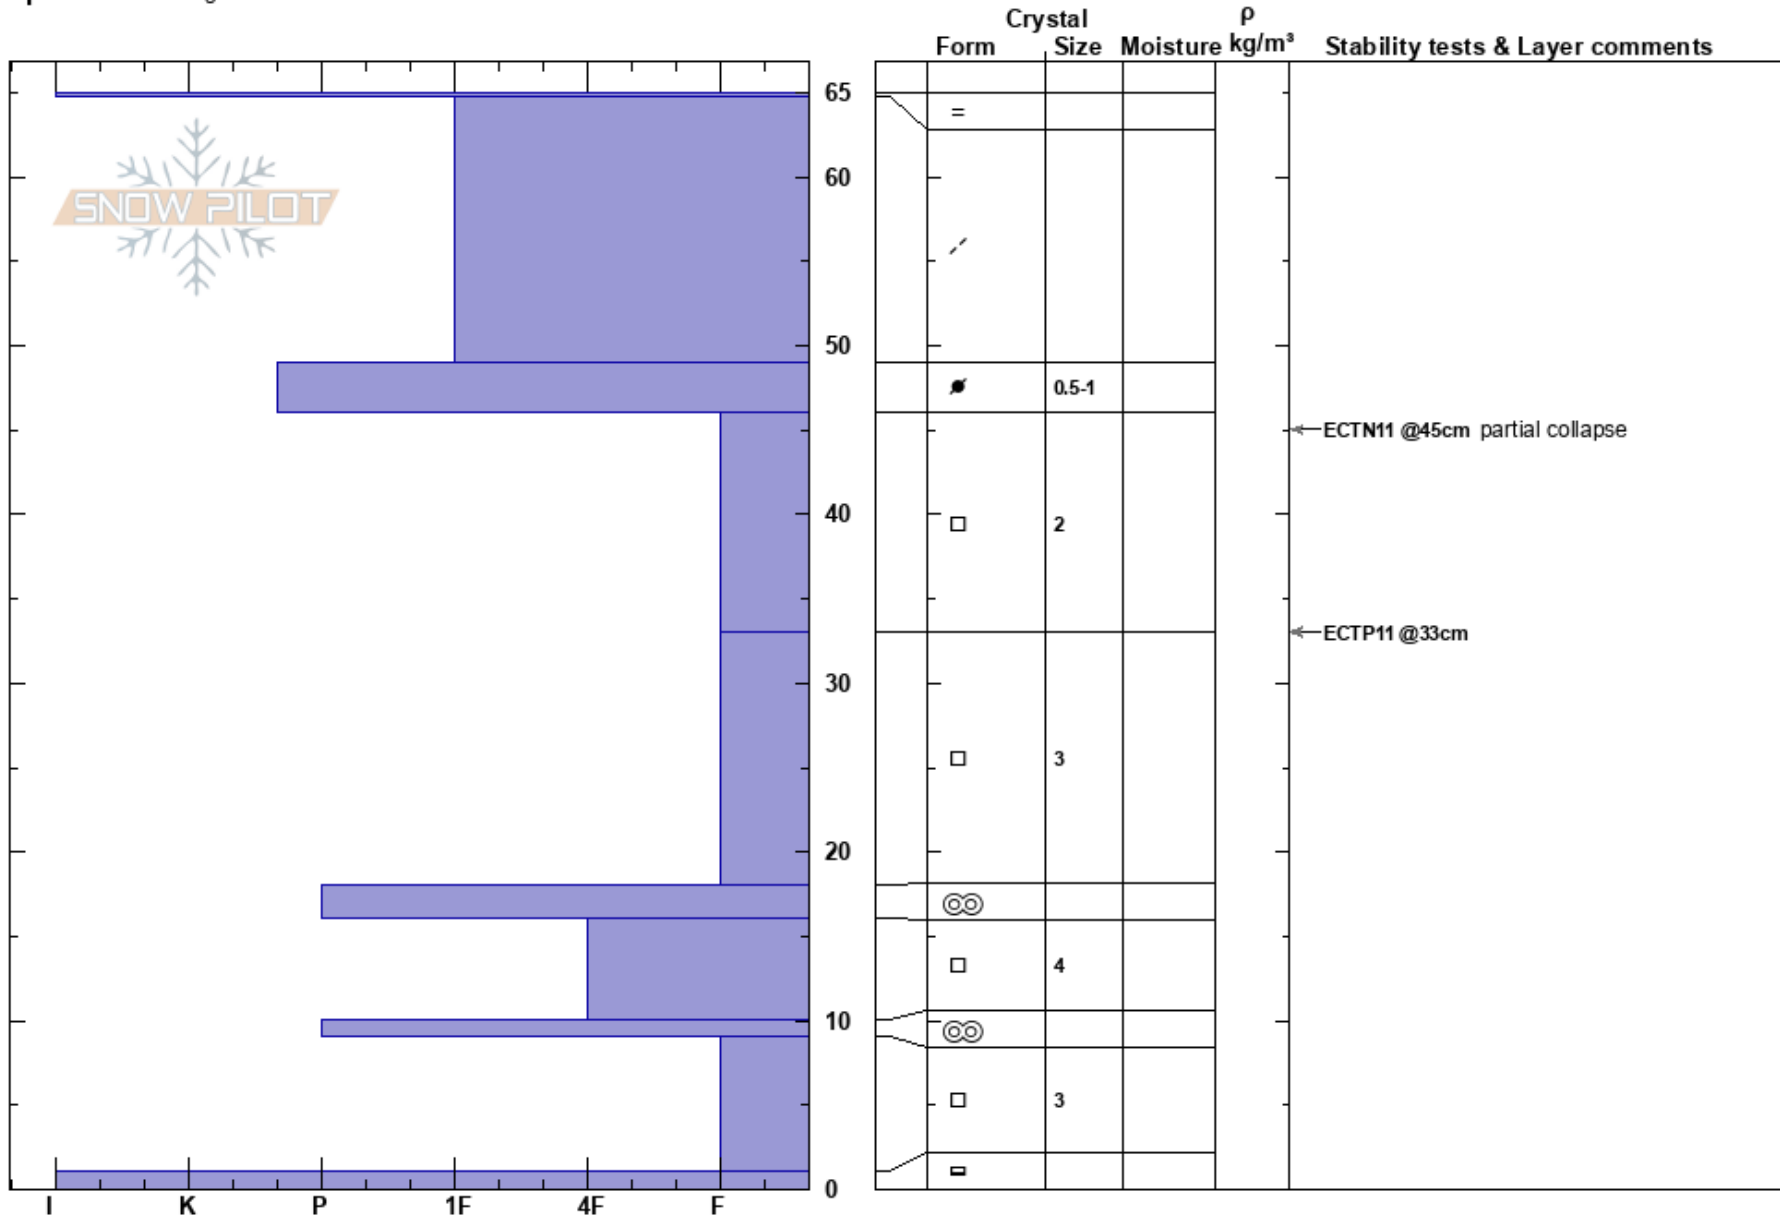 Crystal
ρ
Form Size Moisture kg/m³ Stability tests & Layer comments
65
=
SNOW PILOT
60
50
0.5-1
ECTN11 @45cm partial collapse
40
2
ECTP11 @33cm
30
3
20
4
10
3
0
I K P 1F 4F F